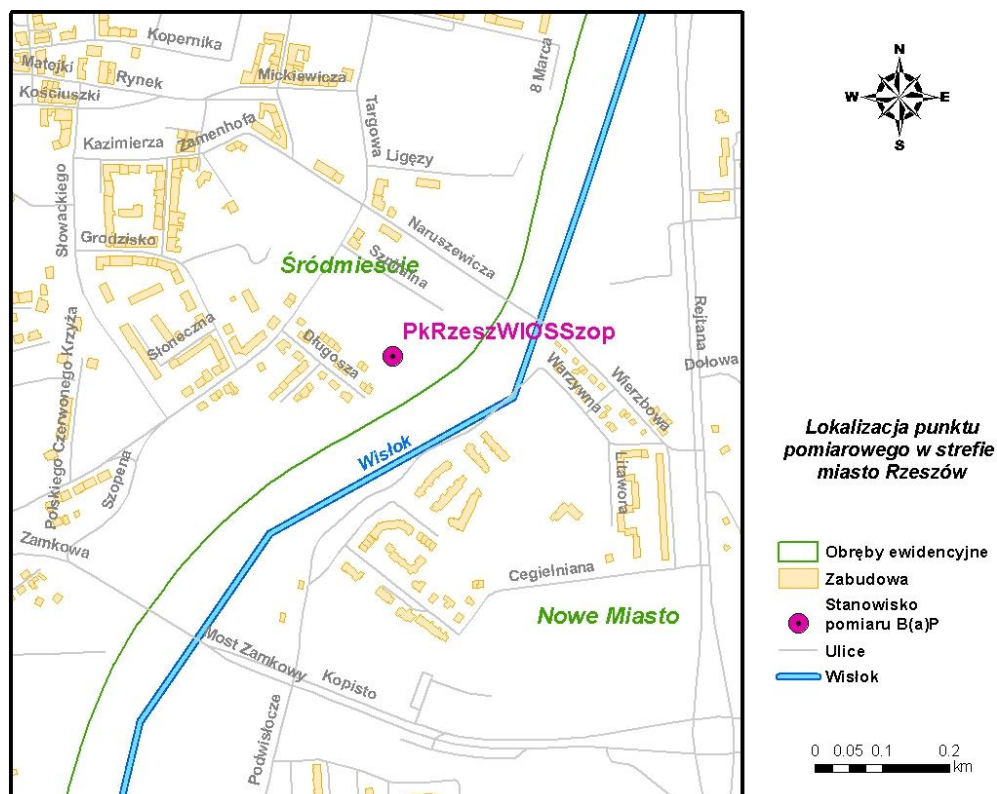 Kopernika
8 Marca
Matejki
Rynek
Mickiewicza
Kościuszki
Targowa
Zamenhofa
Kazimierza
Ligęzy
Słowackiego
Grodzisko
Naruszewicza
Szpitalna
Śródmieście
Rejtana
Słoneczna
Długosza
PkRzeszWIOSSzop
Dołowa
Warzywna
Wierzbowa
Polskiego Czerwonego Krzyża
Wisłok
Szopena
Litawora
Zamkowa
Cegielniana
Nowe Miasto
Most Zamkowy
Kopisto
Podwisłocze
N
W
E
S
Lokalizacja punktu
pomiarowego w strefie
miasto Rzeszów
Obręby ewidencyjne
Zabudowa
Stanowisko
pomiaru B(a)P
Ulice
Wisłok
0 0.05 0.1 0.2
km